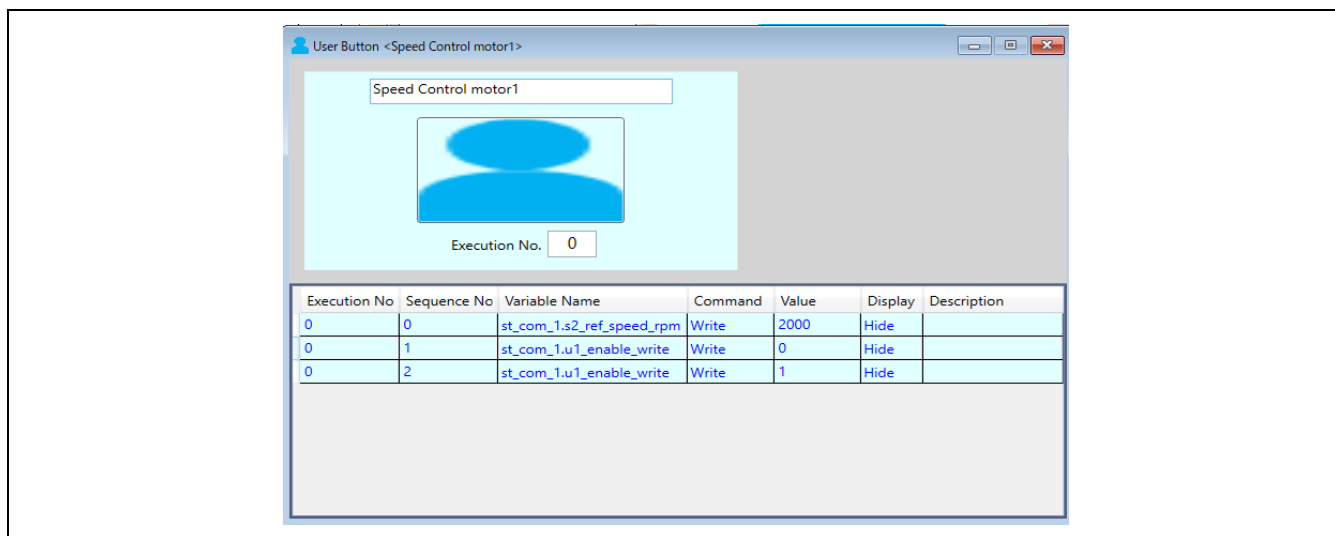 User Button <Speed Control motor1>
Speed Control motor1
Execution No. 0
Execution No Sequence No Variable Name Command Value Display Description
0 0 st_com_1.s2_ref_speed_rpm Write 2000 Hide
0 1 st_com_1.u1_enable_write Write 0 Hide
0 2 st_com_1.u1_enable_write Write 1 Hide